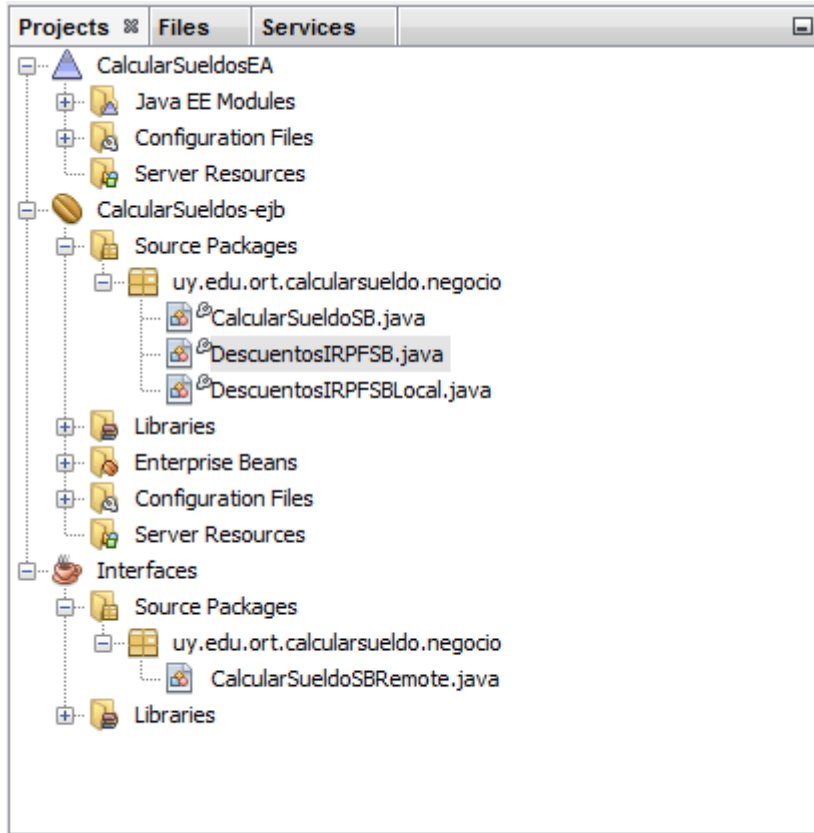 Projects Files Services
CalcularSueldosEA
Java EE Modules
Configuration Files
Server Resources
CalcularSueldos-ejb
Source Packages
uy.edu.ort.calcularsueldo.negocio
CalcularSueldoSB.java
DescuentosIRPFSB.java
DescuentosIRPFSBLocal.java
Libraries
Enterprise Beans
Configuration Files
Server Resources
Interfaces
Source Packages
uy.edu.ort.calcularsueldo.negocio
CalcularSueldoSBRemote.java
Libraries